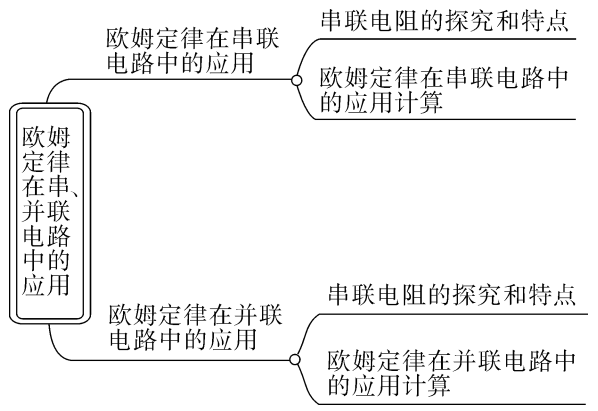 欧姆定律在串联
电路中的应用
串联电阻的探究和特点
欧姆定律在串联电路中
的应用计算
欧姆
定律
在串、
并联
电路
中的
应用
欧姆定律在并联
电路中的应用
串联电阻的探究和特点
欧姆定律在并联电路中
的应用计算